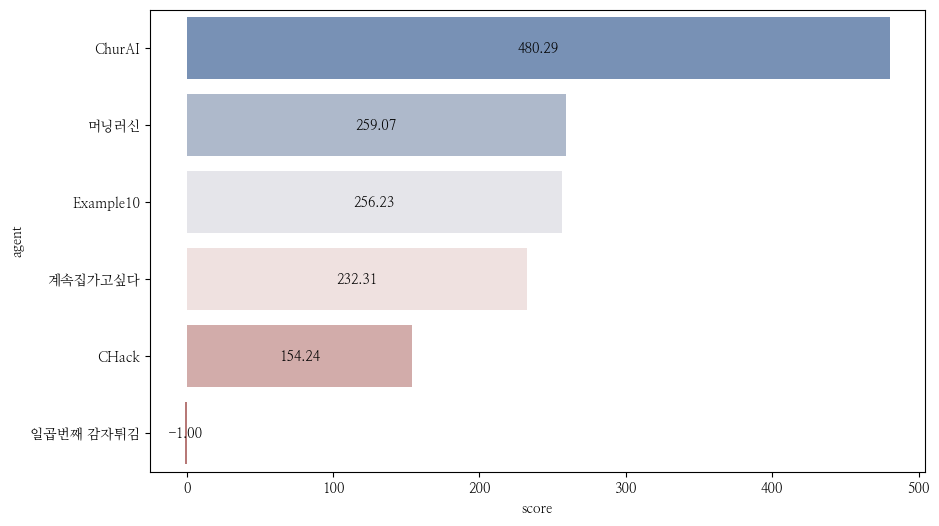 ChurAI
480.29
머닝러신
259.07
Example10
256.23
agent
계속집가고싶다
232.31
CHack
154.24
일곱번째 감자튀김
−1.00
0 100 200 300 400 500
score